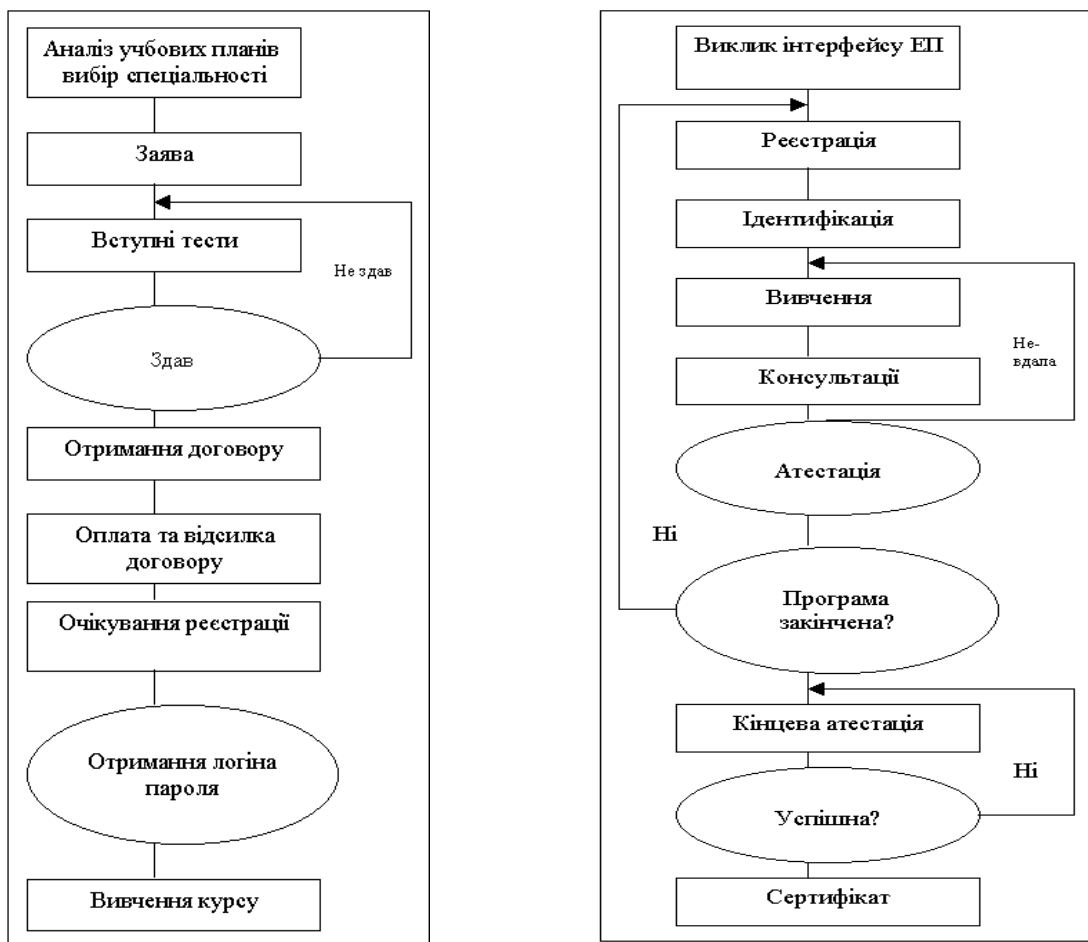 Аналіз учбових планів
вибір спеціальності
Заява
Вступні тести
Не здав
Здав
Отримання договору
Оплата та відсилка
договору
Очікування реєстрації
Отримання логіна
пароля
Вивчення курсу
Виклик інтерфейсу ЕП
Реєстрація
Ідентифікація
Вивчення
Не-
вдала
Консультації
Атестація
Ні
Програма
закінчена?
Кінцева атестація
Ні
Успішна?
Сертифікат